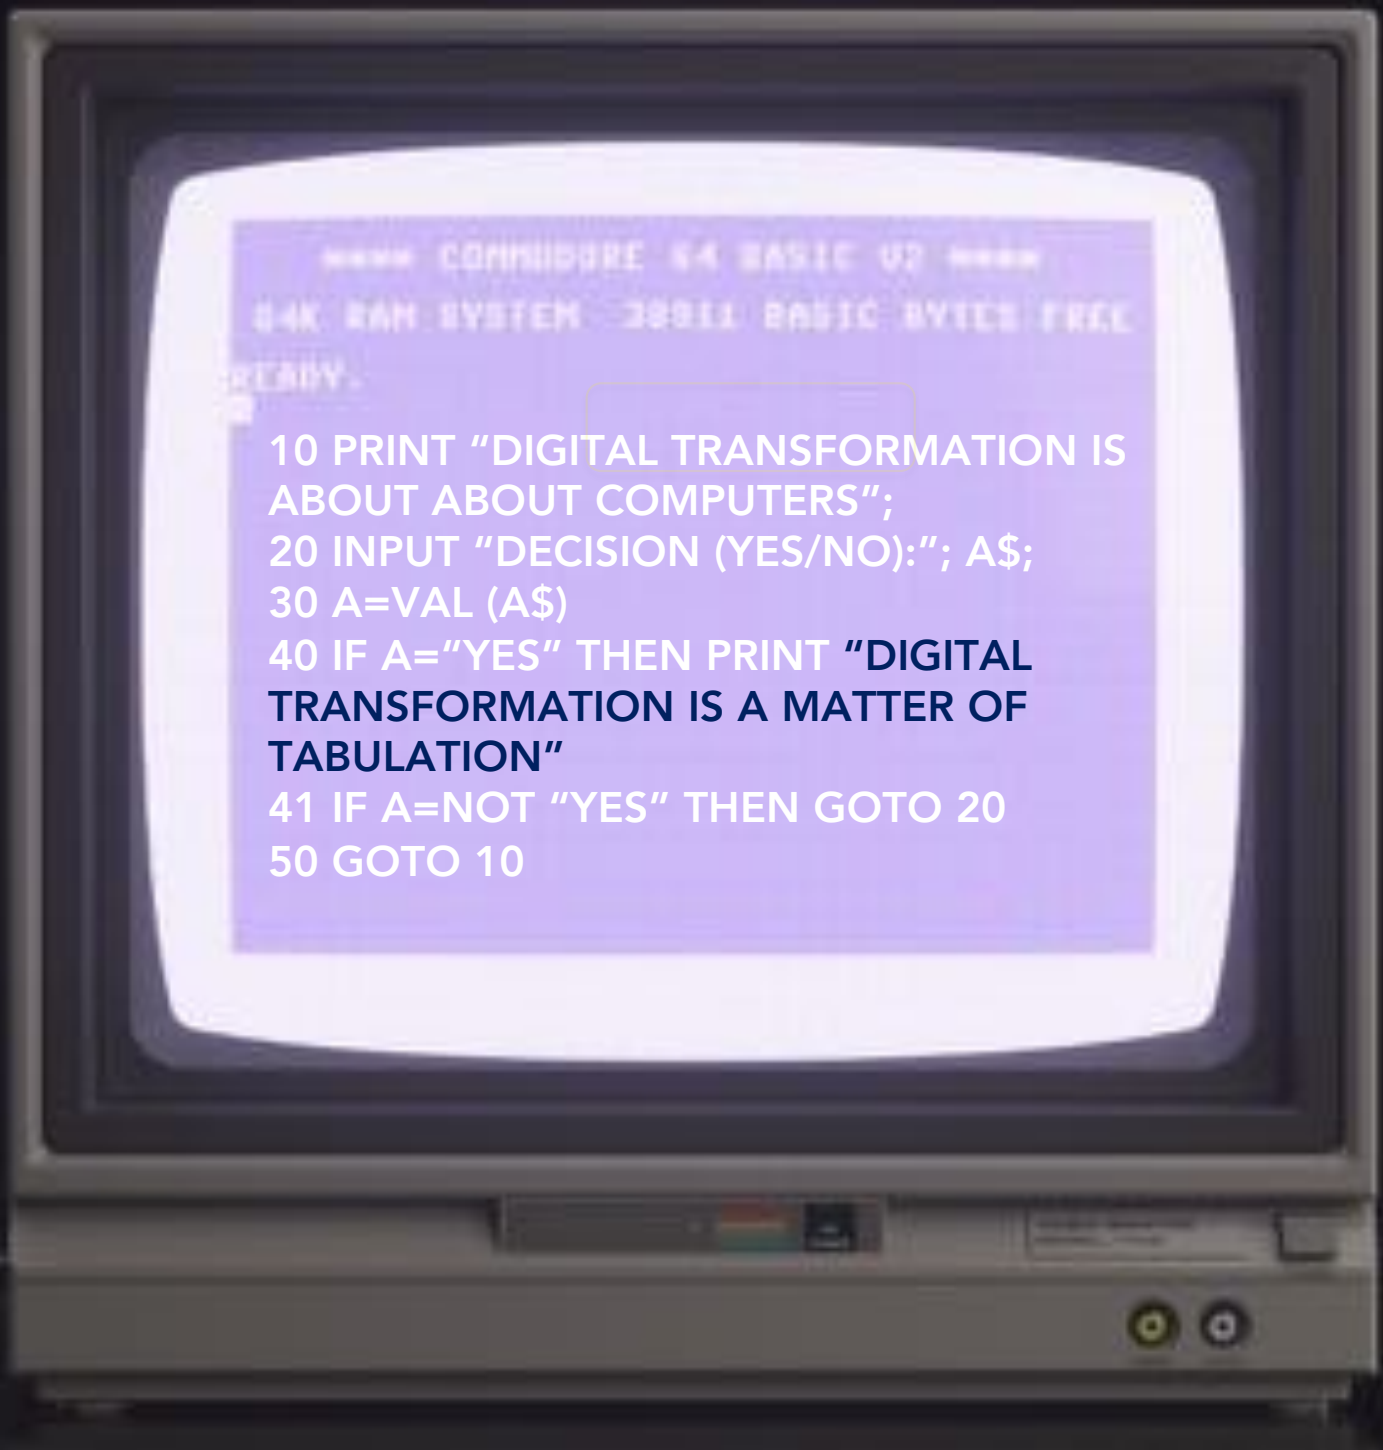 **** COMMODORE 64 BASIC V2 ****
64K RAM SYSTEM 38911 BASIC BYTES FREE
READY.
10 PRINT “DIGITAL TRANSFORMATION IS
ABOUT ABOUT COMPUTERS”;
20 INPUT “DECISION (YES/NO):”; A$;
30 A=VAL (A$)
40 IF A=“YES” THEN PRINT “DIGITAL
TRANSFORMATION IS A MATTER OF
TABULATION”
41 IF A=NOT “YES” THEN GOTO 20
50 GOTO 10